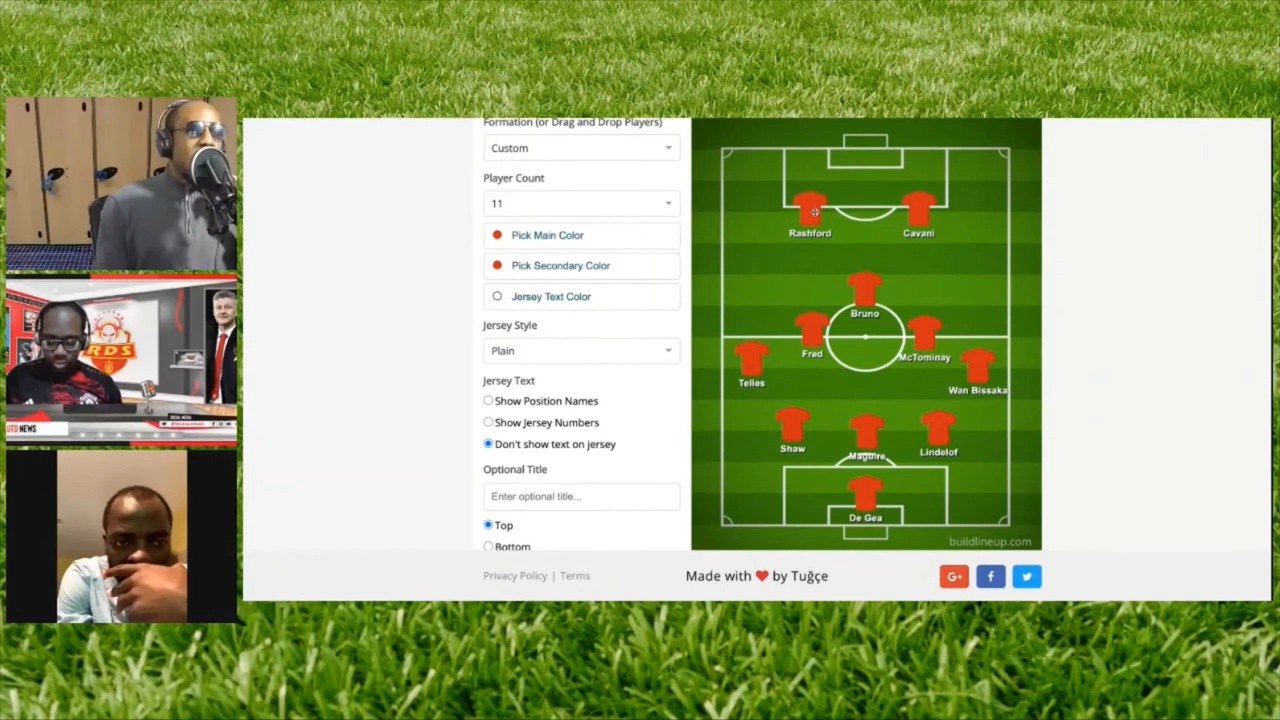 Formation (or Drag and Drop Players)
Custom
Player Count
11
Pick Main Color
Pick Secondary Color
Jersey Text Color
Jersey Style
Plain
Jersey Text
Show Position Names
Show Jersey Numbers
Don't show text on jersey
Optional Title
Enter optional title...
Top
Bottom
Rashford
Cavani
Bruno
Fred
McTominay
Telles
Wan Bissaka
Shaw
Maguire
Lindelof
De Gea
buildlineup.com
Privacy Policy | Terms
Made with ❤ by Tuğçe
G+
f
RDS
UTD NEWS